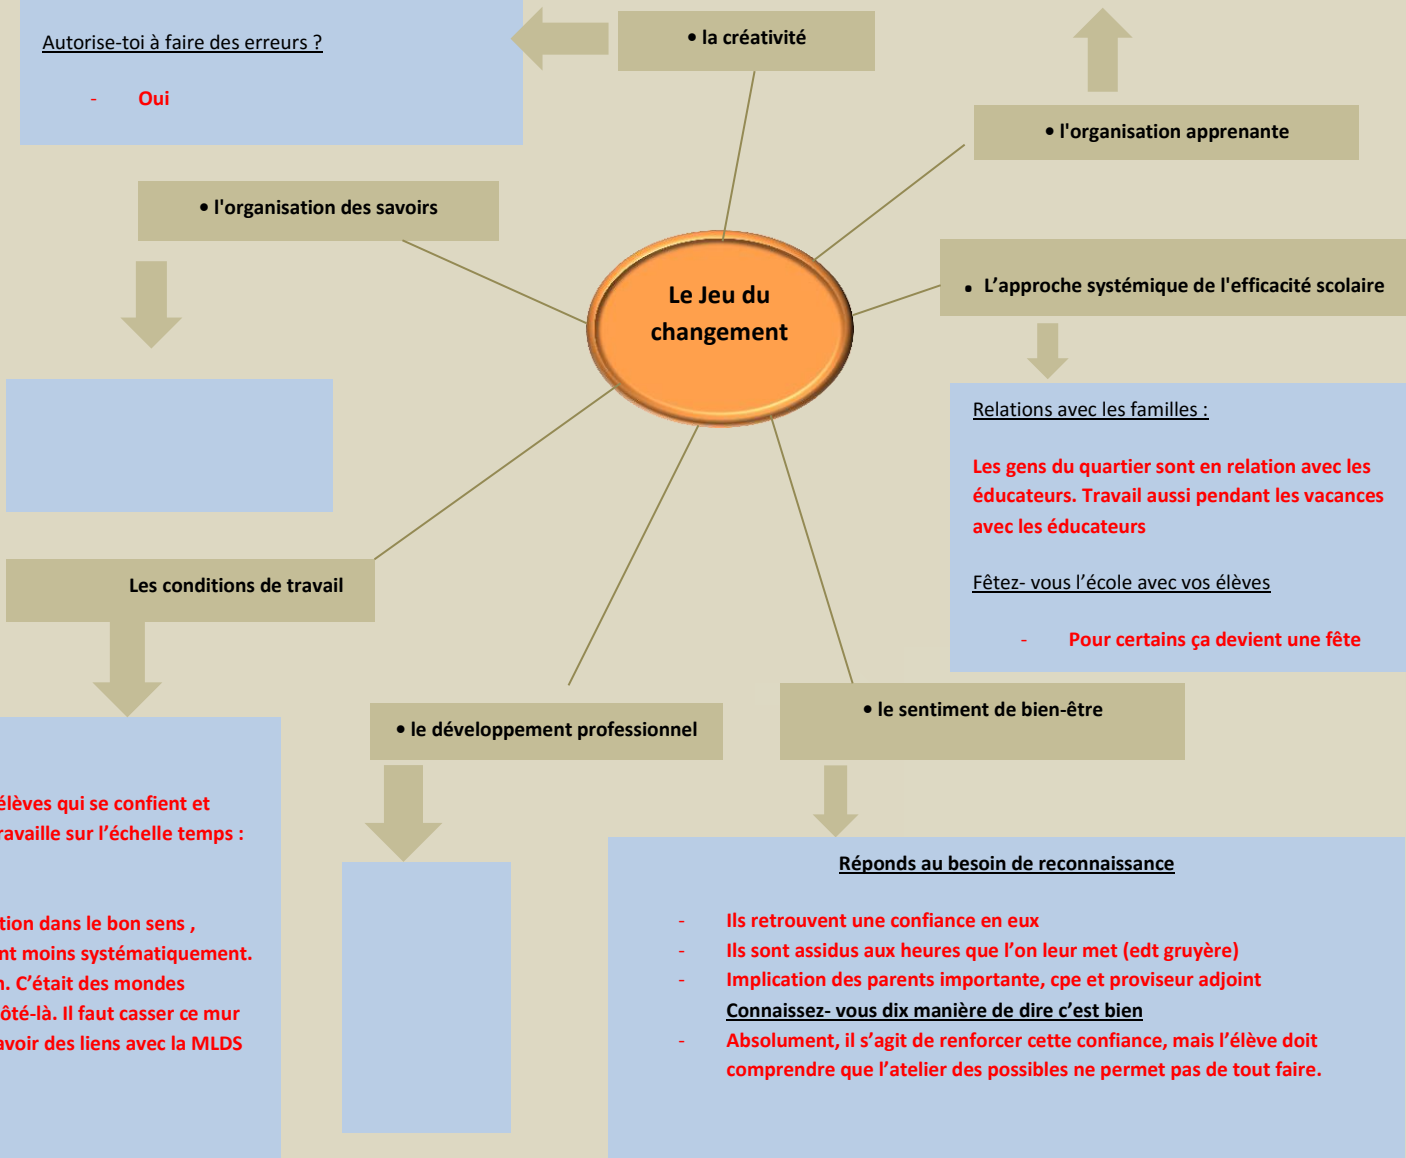 Autorise-toi à faire des erreurs ?
- Oui
• la créativité
• l'organisation apprenante
• l'organisation des savoirs
Le Jeu du
changement
. L'approche systémique de l'efficacité scolaire
Relations avec les familles :
Les gens du quartier sont en relation avec les
éducateurs. Travail aussi pendant les vacances
avec les éducateurs
Fêtez- vous l'école avec vos élèves
- Pour certains ça devient une fête
Les conditions de travail
• le développement professionnel
• le sentiment de bien-être
élèves qui se confient et
ravaille sur l'échelle temps :
tion dans le bon sens ,
nt moins systématiquement.
n. C'était des mondes
ôté-là. Il faut casser ce mur
avoir des liens avec la MLDS
Réponds au besoin de reconnaissance
- Ils retrouvent une confiance en eux
- Ils sont assidus aux heures que l'on leur met (edt gruyère)
- Implication des parents importante, cpe et proviseur adjoint
Connaissez- vous dix manière de dire c'est bien
- Absolument, il s'agit de renforcer cette confiance, mais l'élève doit
comprendre que l'atelier des possibles ne permet pas de tout faire.